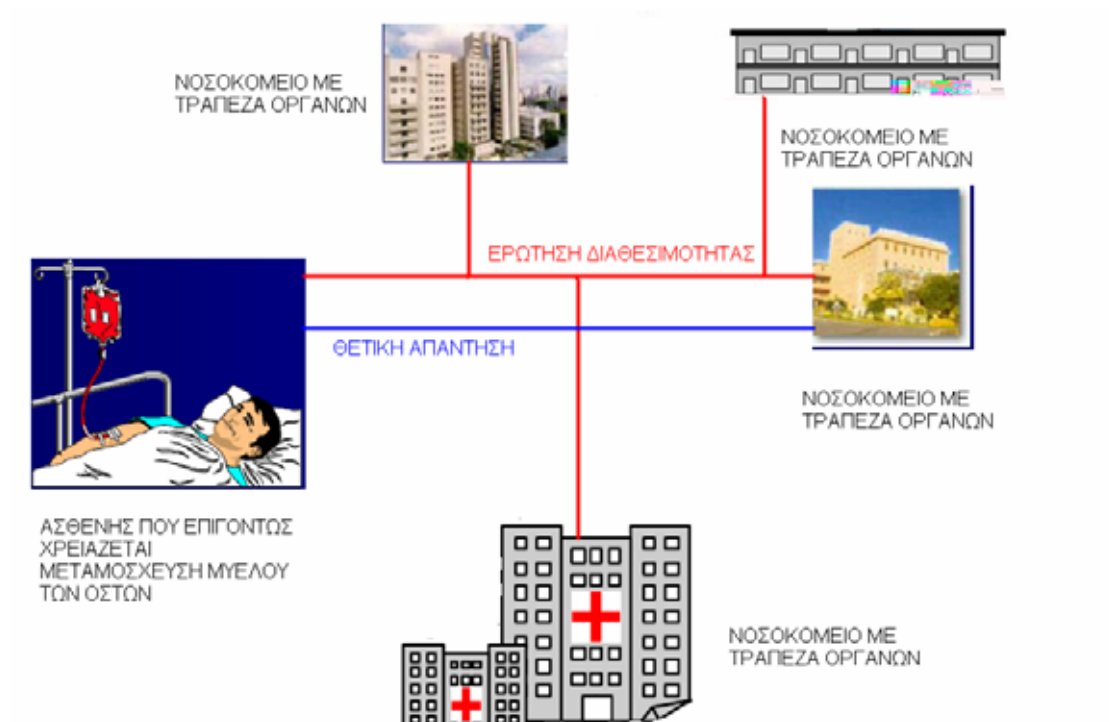 ΝΟΣΟΚΟΜΕΙΟ ΜΕ
ΤΡΑΠΕΖΑ ΟΡΓΑΝΩΝ
ΝΟΣΟΚΟΜΕΙΟ ΜΕ
ΤΡΑΠΕΖΑ ΟΡΓΑΝΩΝ
ΕΡΩΤΗΣΗ ΔΙΑΘΕΣΙΜΟΤΗΤΑΣ
ΘΕΤΙΚΗ ΑΠΑΝΤΗΣΗ
ΝΟΣΟΚΟΜΕΙΟ ΜΕ
ΤΡΑΠΕΖΑ ΟΡΓΑΝΩΝ
ΑΣΘΕΝΗΣ ΠΟΥ ΕΠΙΓΟΝΤΩΣ
ΧΡΕΙΑΖΕΤΑΙ
ΜΕΤΑΜΟΣΧΕΥΣΗ ΜΥΕΛΟΥ
ΤΩΝ ΟΣΤΩΝ
ΝΟΣΟΚΟΜΕΙΟ ΜΕ
ΤΡΑΠΕΖΑ ΟΡΓΑΝΩΝ